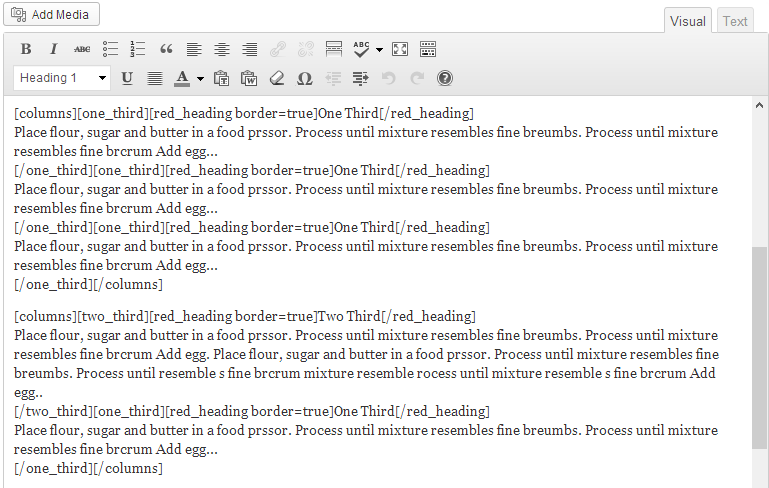 Add Media
Visual Text
B I ABC ABC
Heading 1 U A T W Ω ?
[columns][one_third][red_heading border=true]One Third[/red_heading]
Place flour, sugar and butter in a food prssor. Process until mixture resembles fine breumbs. Process until mixture
resembles fine brcrum Add egg...
[/one_third][one_third][red_heading border=true]One Third[/red_heading]
Place flour, sugar and butter in a food prssor. Process until mixture resembles fine breumbs. Process until mixture
resembles fine brcrum Add egg...
[/one_third][one_third][red_heading border=true]One Third[/red_heading]
Place flour, sugar and butter in a food prssor. Process until mixture resembles fine breumbs. Process until mixture
resembles fine brcrum Add egg...
[/one_third][/columns]
[columns][two_third][red_heading border=true]Two Third[/red_heading]
Place flour, sugar and butter in a food prssor. Process until mixture resembles fine breumbs. Process until mixture
resembles fine brcrum Add egg. Place flour, sugar and butter in a food prssor. Process until mixture resembles fine
breumbs. Process until resemble s fine brcrum mixture resemble rocess until mixture resemble s fine brcrum Add
egg..
[/two_third][one_third][red_heading border=true]One Third[/red_heading]
Place flour, sugar and butter in a food prssor. Process until mixture resembles fine breumbs. Process until mixture
resembles fine brcrum Add egg...
[/one_third][/columns]